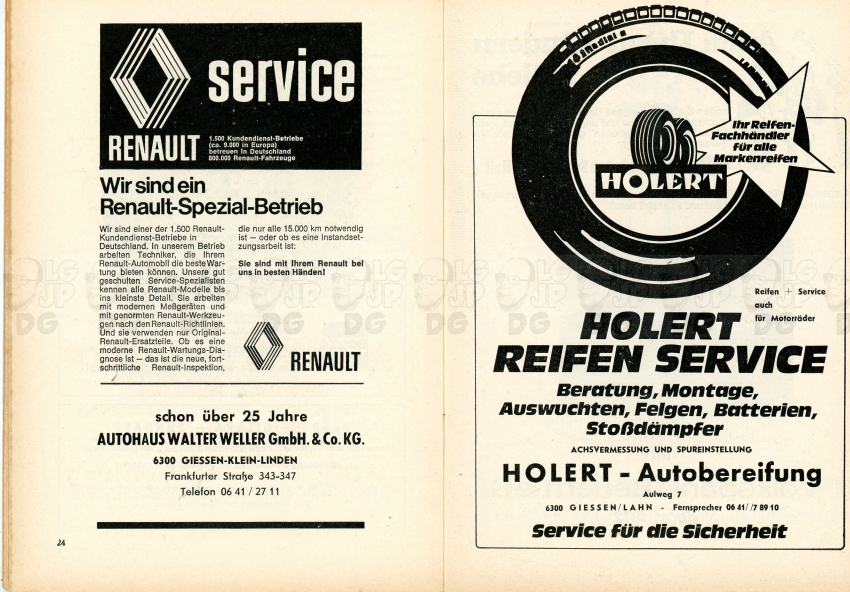 service
RENAULT
1.500 Kundendienst-Betriebe
(ca. 9.000 in Europa)
betreuen in Deutschland
800.000 Renault-Fahrzeuge
Wir sind ein
Renault-Spezial-Betrieb
Wir sind einer der 1.500 Renault-
Kundendienst-Betriebe in
Deutschland. In unserem Betrieb
arbeiten Techniker, die Ihrem
Renault-Automobil die beste War-
tung bieten können. Unsere gut
geschulten Service-Spezialisten
kennen alle Renault-Modelle bis
ins kleinste Detail. Sie arbeiten
mit modernen Meßgeräten und
mit genormten Renault-Werkzeu-
gen nach den Renault-Richtlinien.
Und sie verwenden nur Original-
Renault-Ersatzteile. Ob es eine
moderne Renault-Wartungs-Dia-
gnose ist — das ist die neue, fort-
schrittliche Renault-Inspektion,
die nur alle 15.000 km notwendig
ist — oder ob es eine Instandset-
zungsarbeit ist:
Sie sind mit Ihrem Renault bei
uns in besten Händen!
RENAULT
schon über 25 Jahre
AUTOHAUS WALTER WELLER GmbH. & Co. KG.
6300 GIESSEN-KLEIN-LINDEN
Frankfurter Straße 343-347
Telefon 06 41 / 27 11
24
Ihr Reifen-
Fachhändler
für alle
Markenreifen
HOLERT
Reifen + Service
auch
für Motorräder
HOLERT
REIFEN SERVICE
Beratung, Montage,
Auswuchten, Felgen, Batterien,
Stoßdämpfer
ACHSVERMESSUNG UND SPUREINSTELLUNG
HOLERT - Autobereifung
Aulweg 7
6300 GIESSEN/LAHN - Fernsprecher 06 41/ /7 89 10
Service für die Sicherheit